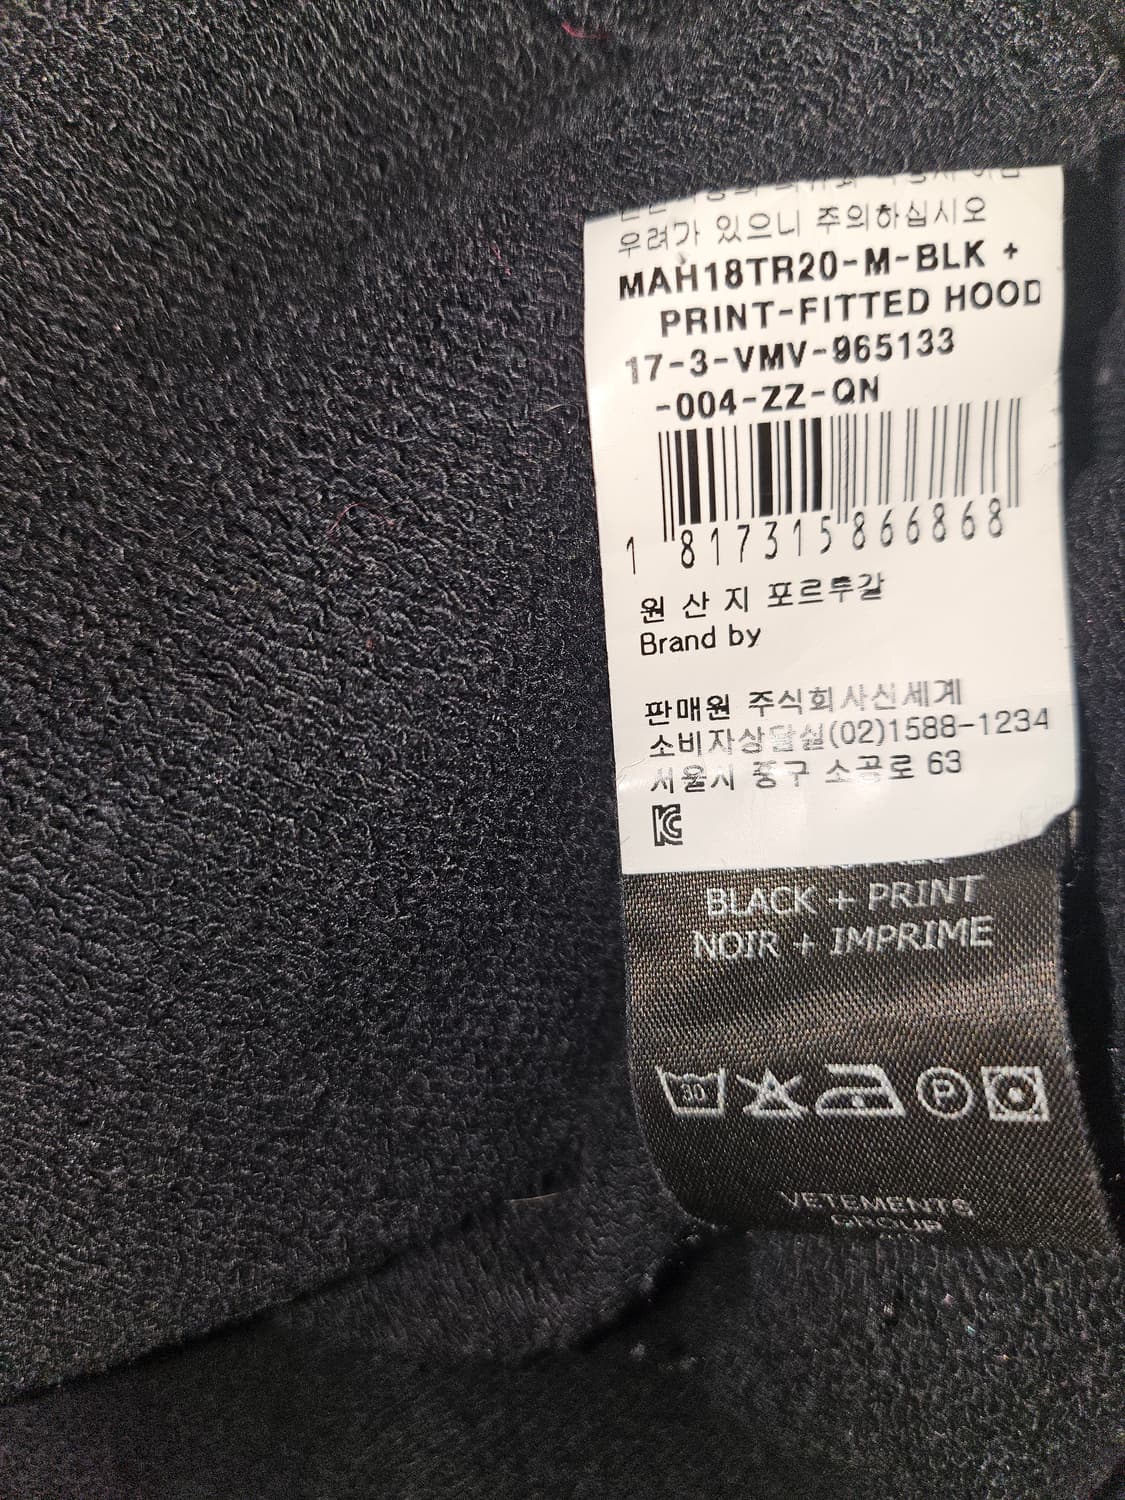 우려가 있으니 주의하십시오
MAH18TR20-M-BLK +
PRINT-FITTED HOOD
17-3-VMV-965133
-004-ZZ-QN
1 817315 866868
원 산 지 포르투갈
Brand by
판매원 주식회사신세계
소비자상담실(02)1588-1234
서울시 중구 소공로 63
KC
BLACK + PRINT
NOIR + IMPRIME
30
P
VETEMENTS
GROUP